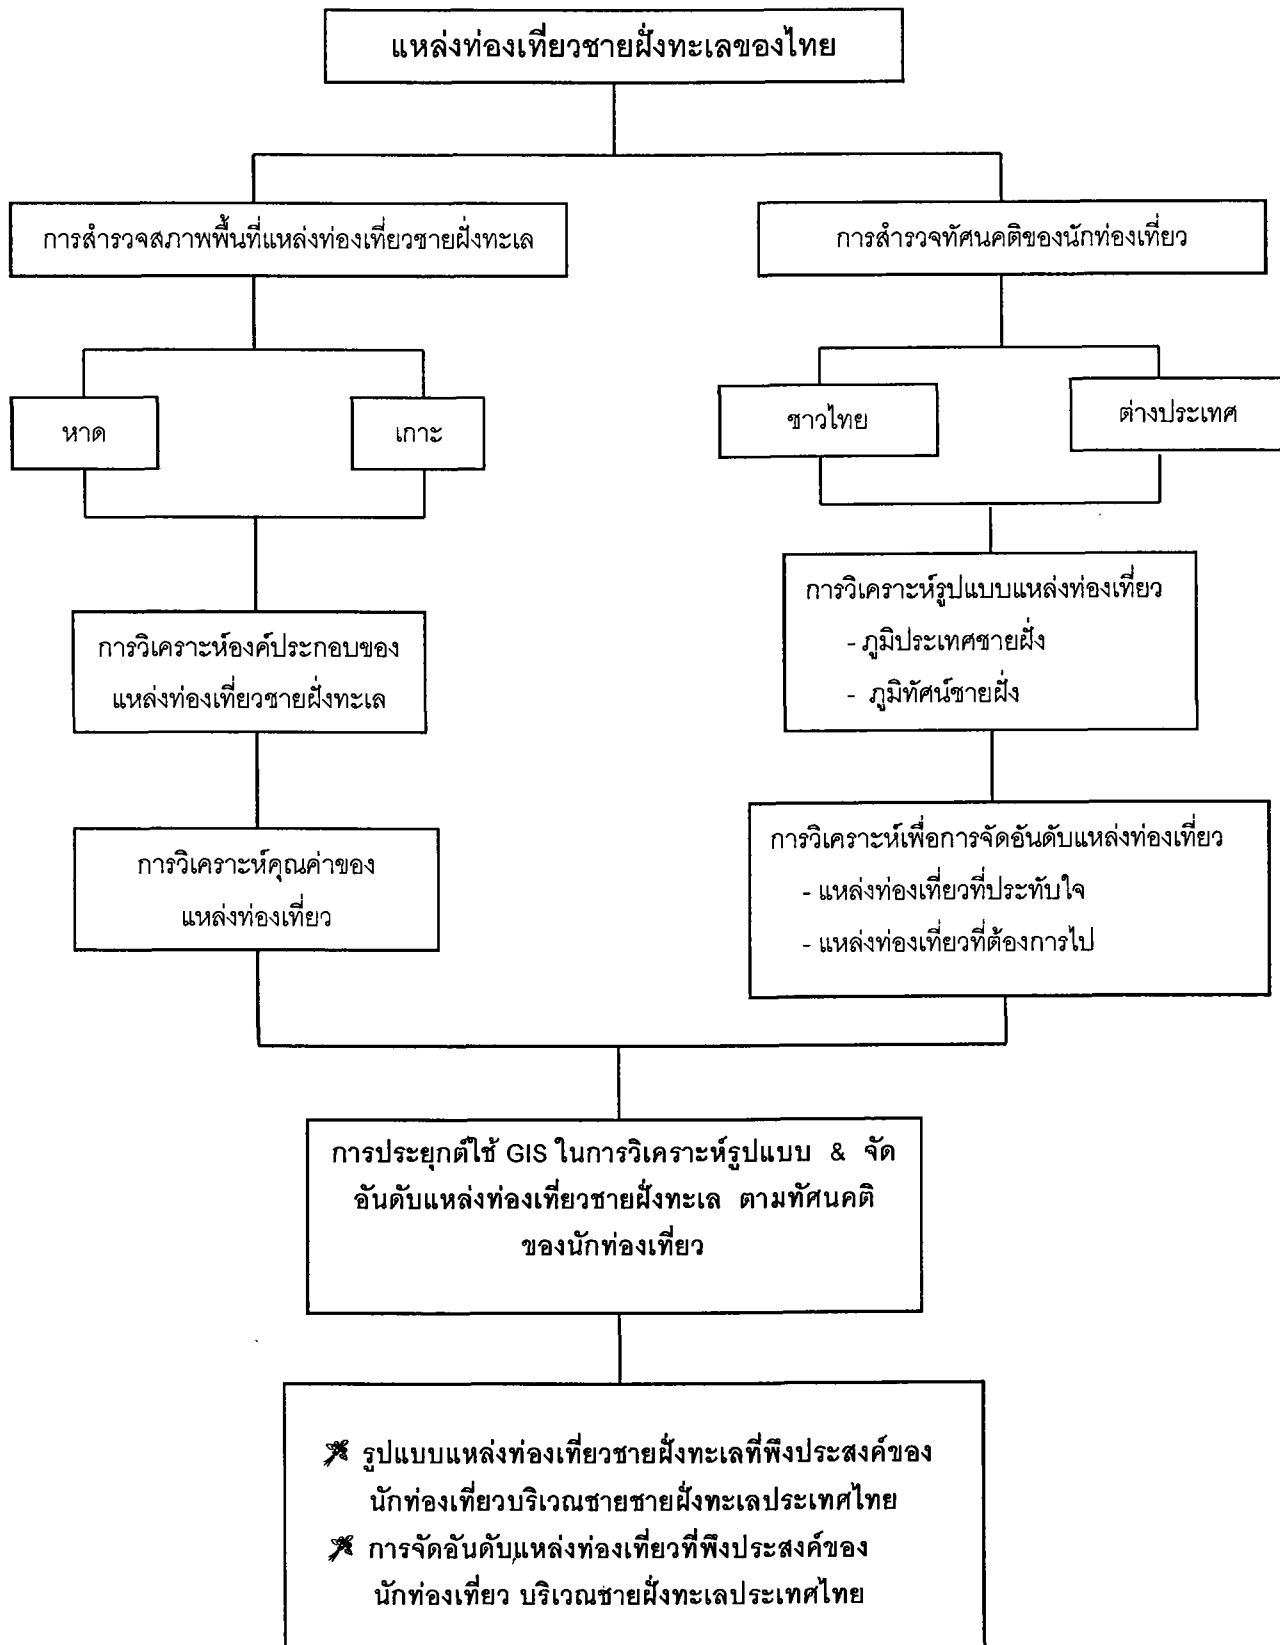 แหล่งท่องเที่ยวชายฝั่งทะเลของไทย
การสำรวจสภาพพื้นที่แหล่งท่องเที่ยวชายฝั่งทะเล
การสำรวจทัศนคติของนักท่องเที่ยว
หาด
เกาะ
ชาวไทย
ต่างประเทศ
การวิเคราะห์องค์ประกอบของ
แหล่งท่องเที่ยวชายฝั่งทะเล
การวิเคราะห์รูปแบบแหล่งท่องเที่ยว
- ภูมิประเทศชายฝั่ง
- ภูมิทัศน์ชายฝั่ง
การวิเคราะห์คุณค่าของ
แหล่งท่องเที่ยว
การวิเคราะห์เพื่อการจัดอันดับแหล่งท่องเที่ยว
- แหล่งท่องเที่ยวที่ประทับใจ
- แหล่งท่องเที่ยวที่ต้องการไป
การประยุกต์ใช้ GIS ในการวิเคราะห์รูปแบบ & จัด
อันดับแหล่งท่องเที่ยวชายฝั่งทะเล ตามทัศนคติ
ของนักท่องเที่ยว
รูปแบบแหล่งท่องเที่ยวชายฝั่งทะเลที่พึงประสงค์ของ
นักท่องเที่ยวบริเวณชายชายฝั่งทะเลประเทศไทย
การจัดอันดับแหล่งท่องเที่ยวที่พึงประสงค์ของ
นักท่องเที่ยว บริเวณชายฝั่งทะเลประเทศไทย